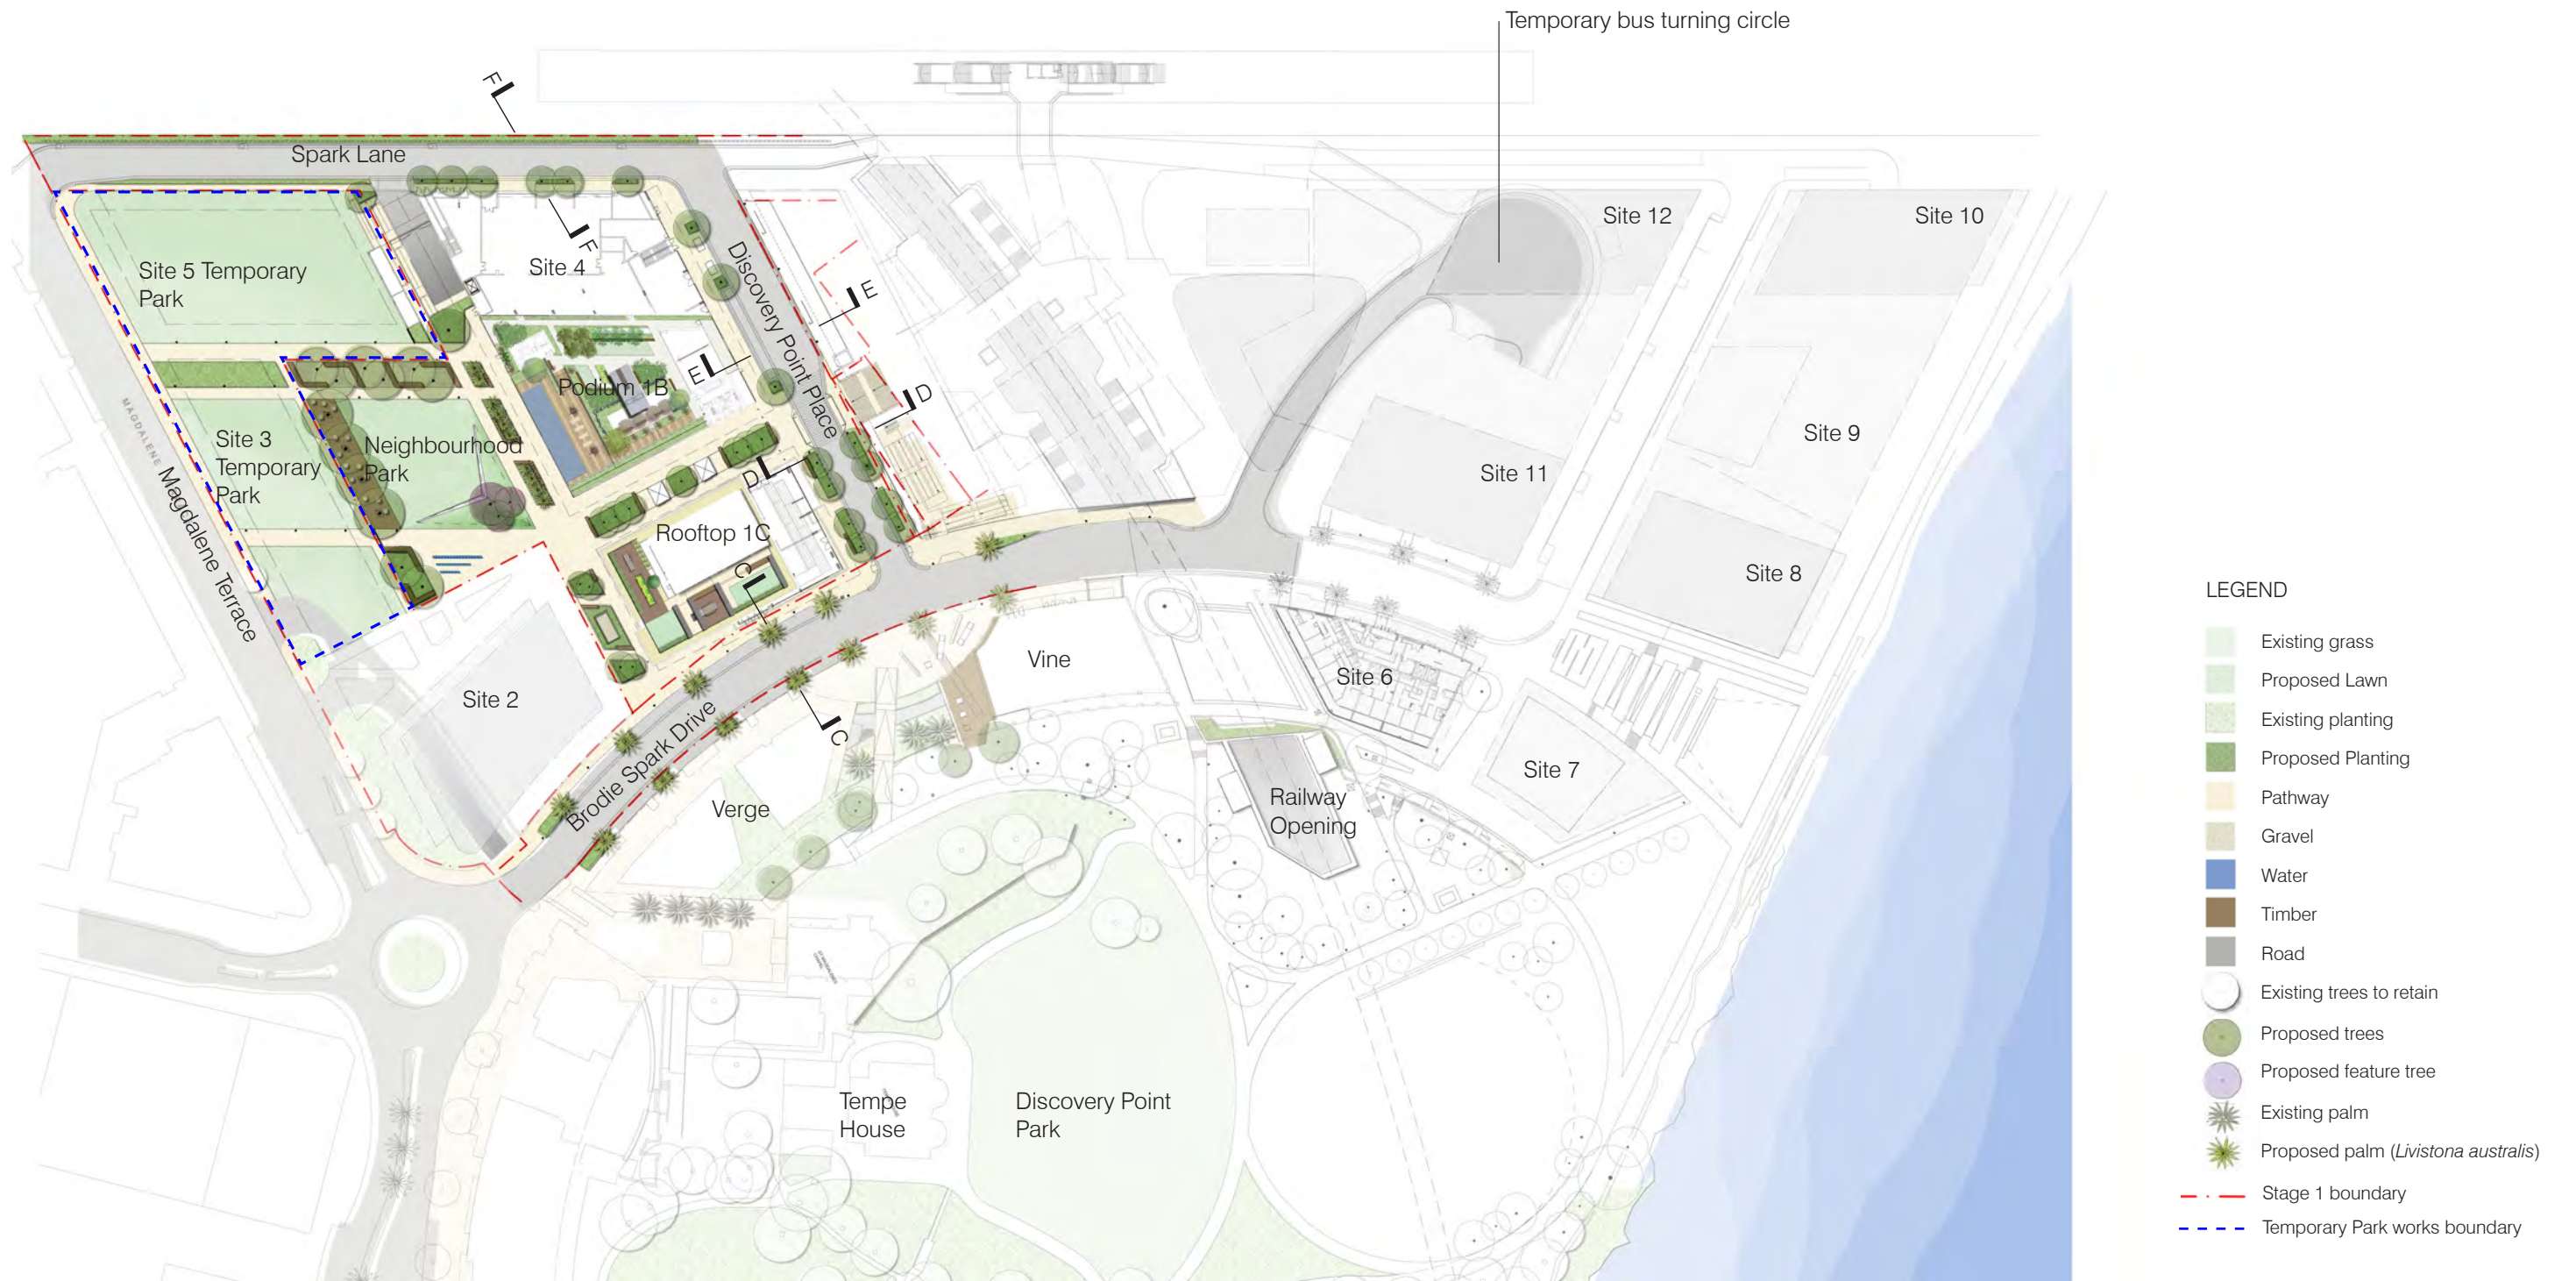 Temporary bus turning circle
F
Spark Lane
Site 12
Site 10
F
Site 4
Site 5 Temporary
Park
Discovery Point Place
E
E
Podium 1B
D
MAGDALENE
Site 3
Temporary
Park
Neighbourhood
Park
Site 9
Site 11
D
Magdalene Terrace
Rooftop 1C
C
Site 8
Vine
Site 6
Site 2
C
Brodie Spark Drive
Verge
Site 7
Railway
Opening
Tempe
House
Discovery Point
Park
LEGEND
Existing grass
Proposed Lawn
Existing planting
Proposed Planting
Pathway
Gravel
Water
Timber
Road
Existing trees to retain
Proposed trees
Proposed feature tree
Existing palm
Proposed palm (Livistona australis)
Stage 1 boundary
Temporary Park works boundary